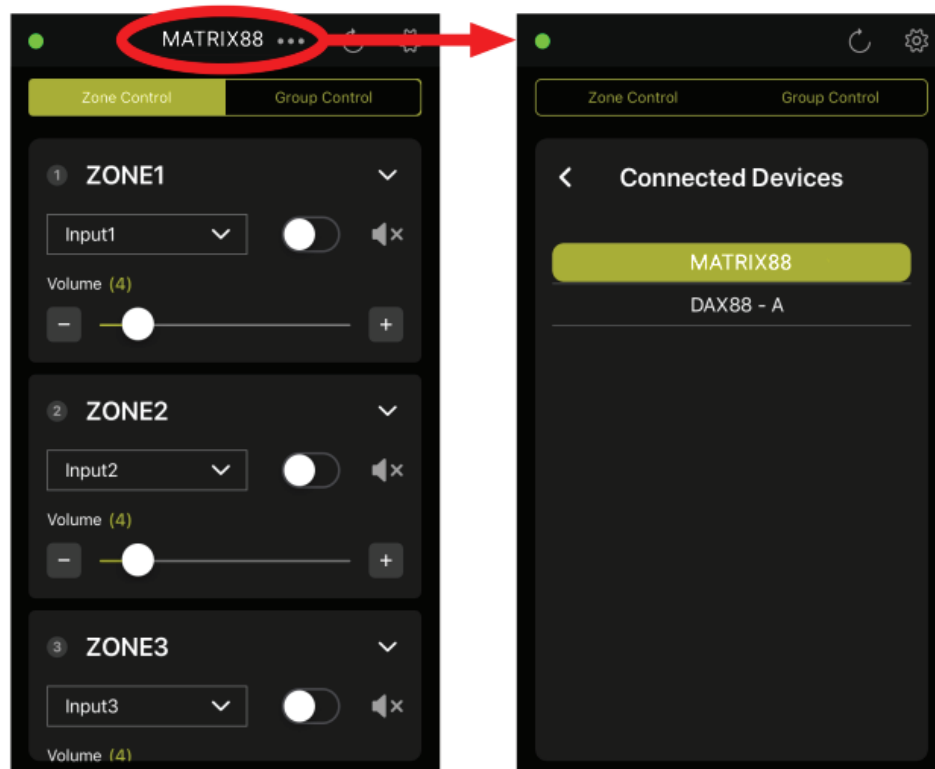 MATRIX88 •••
Zone Control Group Control
1 ZONE1
Input1
Volume (4)
- +
2 ZONE2
Input2
Volume (4)
- +
3 ZONE3
Input3
Volume (4)
Zone Control Group Control
Connected Devices
MATRIX88
DAX88 - A